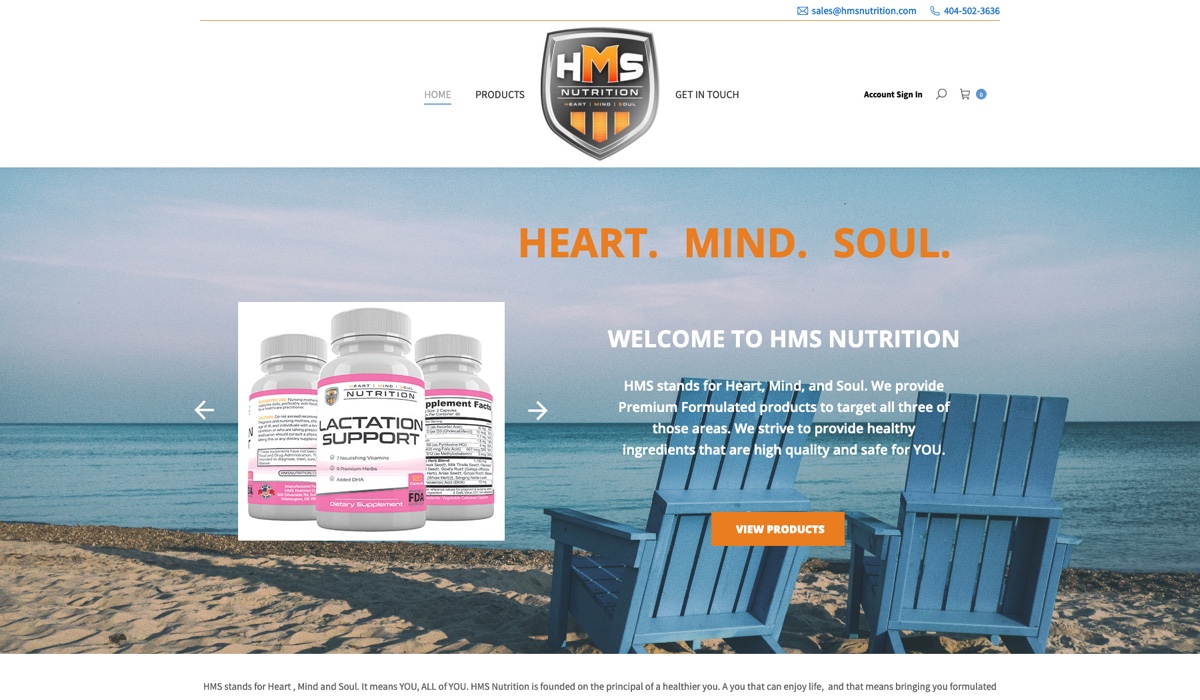 sales@hmsnutrition.com 404-502-3636
HOME PRODUCTS GET IN TOUCH Account Sign In 0
HMS
NUTRITION
HEART | MIND | SOUL
HEART. MIND. SOUL.
WELCOME TO HMS NUTRITION
HMS stands for Heart, Mind, and Soul. We provide
Premium Formulated products to target all three of
those areas. We strive to provide healthy
ingredients that are high quality and safe for YOU.
VIEW PRODUCTS
HEART | MIND | SOUL
NUTRITION
LACTATION
SUPPORT
7 Nourishing Vitamins
9 Premium Herbs
Added DHA
FDA
Dietary Supplement
pplement Facts
HMS stands for Heart , Mind and Soul. It means YOU, ALL of YOU. HMS Nutrition is founded on the principal of a healthier you. A you that can enjoy life, and that means bringing you formulated